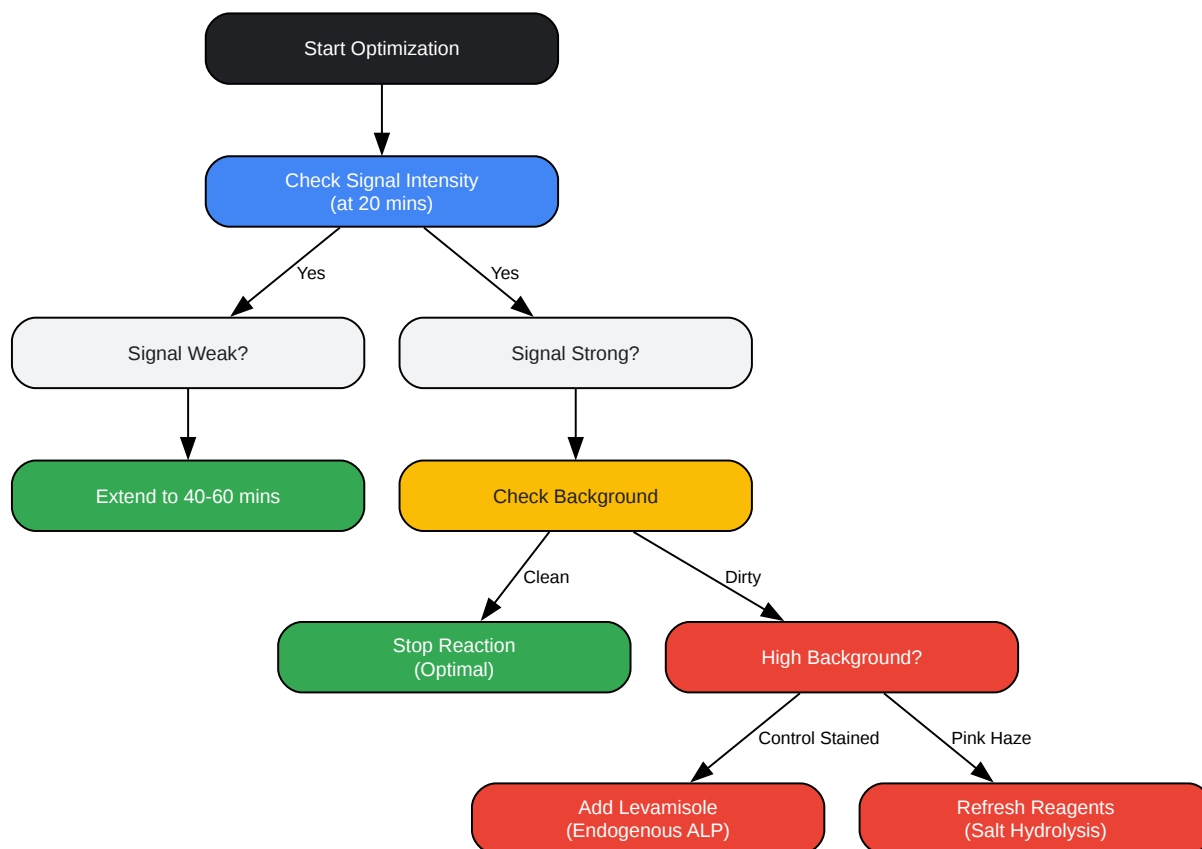 Start Optimization
Check Signal Intensity
(at 20 mins)
Yes
Yes
Signal Weak?
Signal Strong?
Extend to 40-60 mins
Check Background
Clean
Dirty
Stop Reaction
(Optimal)
High Background?
Control Stained
Pink Haze
Add Levamisole
(Endogenous ALP)
Refresh Reagents
(Salt Hydrolysis)